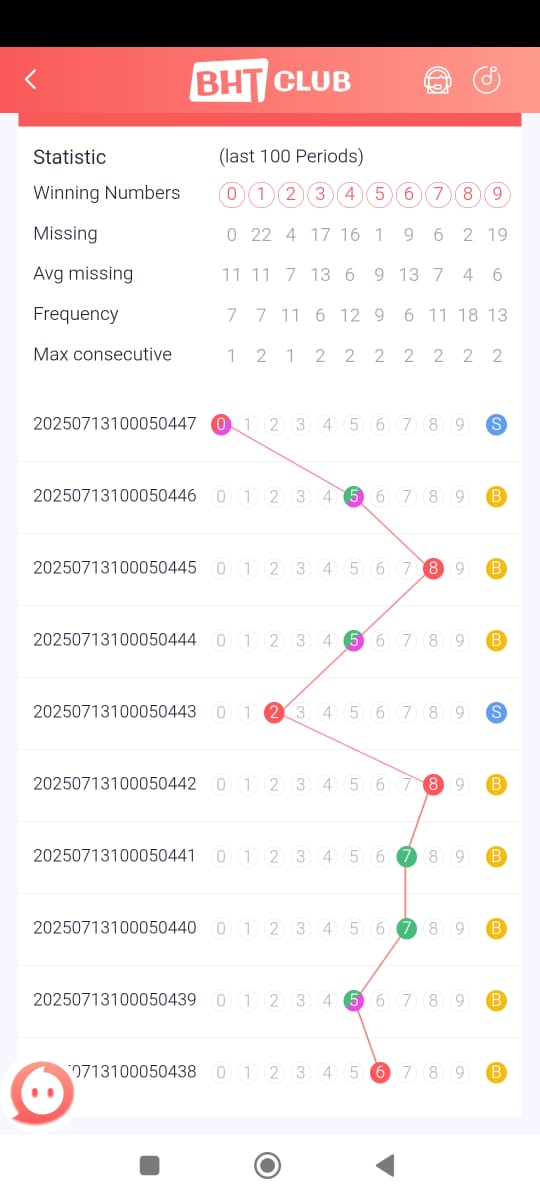 BHT CLUB
Statistic (last 100 Periods)
Winning Numbers 0 1 2 3 4 5 6 7 8 9
Missing 0 22 4 17 16 1 9 6 2 19
Avg missing 11 11 7 13 6 9 13 7 4 6
Frequency 7 7 11 6 12 9 6 11 18 13
Max consecutive 1 2 1 2 2 2 2 2 2 2
20250713100050447 0 1 2 3 4 5 6 7 8 9 S
20250713100050446 0 1 2 3 4 5 6 7 8 9 B
20250713100050445 0 1 2 3 4 5 6 7 8 9 B
20250713100050444 0 1 2 3 4 5 6 7 8 9 B
20250713100050443 0 1 2 3 4 5 6 7 8 9 S
20250713100050442 0 1 2 3 4 5 6 7 8 9 B
20250713100050441 0 1 2 3 4 5 6 7 8 9 B
20250713100050440 0 1 2 3 4 5 6 7 8 9 B
20250713100050439 0 1 2 3 4 5 6 7 8 9 B
0713100050438 0 1 2 3 4 5 6 7 8 9 B